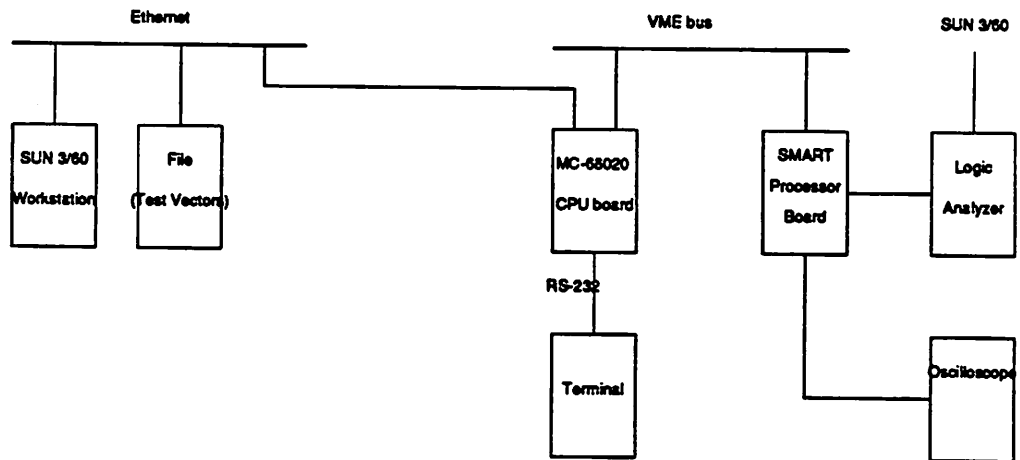 Ethernet
VME bus
SUN 3/60
SUN 3/60
Workstation
File
(Test Vectors)
MC-68020
CPU board
SMART
Processor
Board
Logic
Analyzer
RS-232
Terminal
Oscilloscope